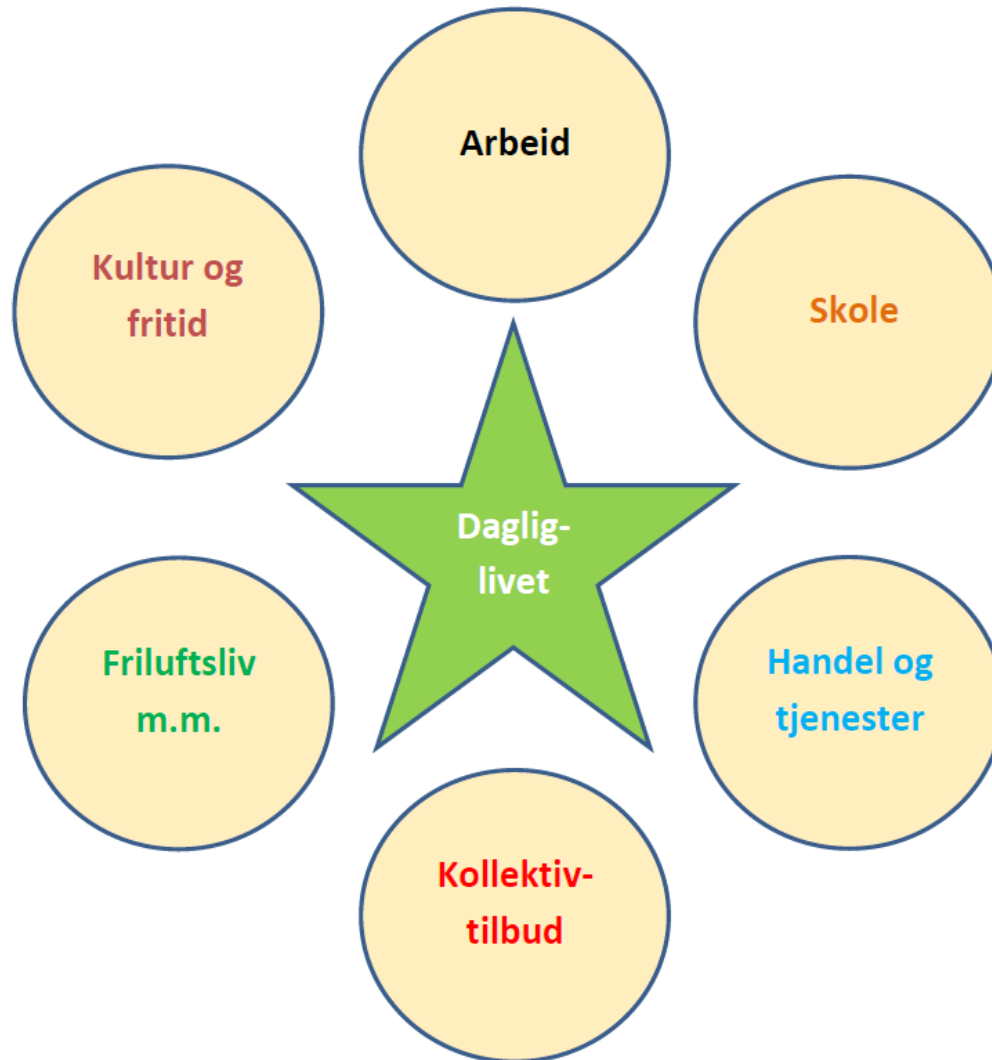 Arbeid
Kultur og
fritid
Skole
Daglig-
livet
Friluftsliv
m.m.
Handel og
tjenester
Kollektiv-
tilbud